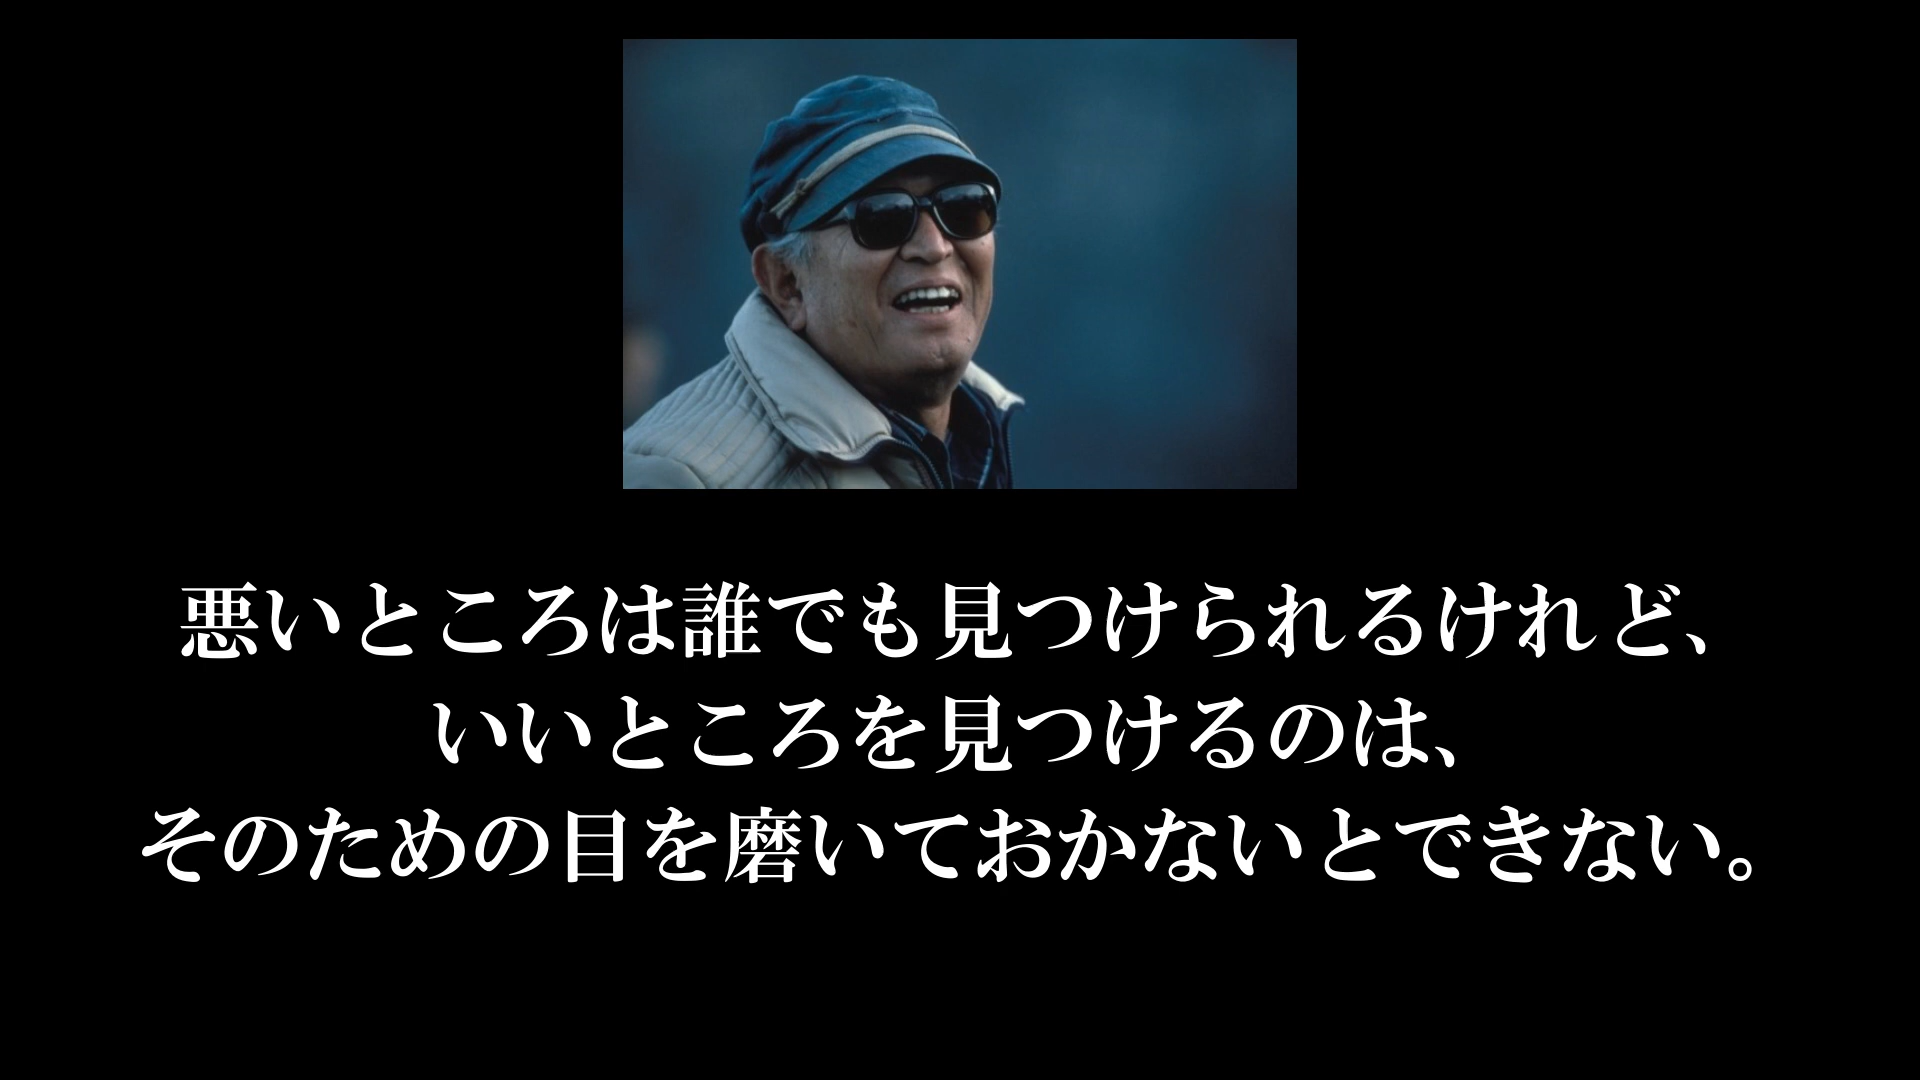 悪いところは誰でも見つけられるけれど、
いいところを見つけるのは、
そのための目を磨いておかないとできない。